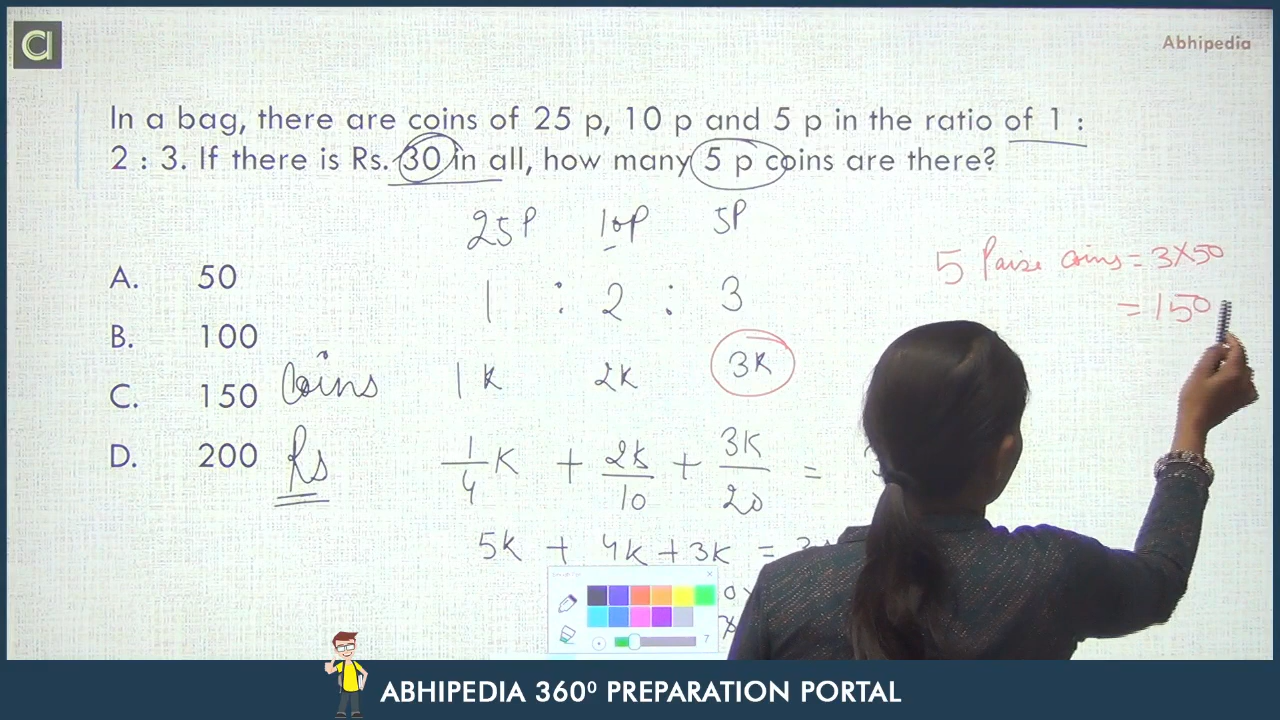 Abhipedia
In a bag, there are coins of 25 p, 10 p and 5 p in the ratio of 1 :
2 : 3. If there is Rs. 30 in all, how many 5 p coins are there?
25P 10P 5P
5 Paise coins = 3×50
= 150
A. 50
1 : 2 : 3
B. 100
1k 2k 3k
C. 150 Coins
D. 200 Rs
1/4 k + 2k/10 + 3k/20 =
5k + 4k + 3k =
7
ABHIPEDIA 360⁰ PREPARATION PORTAL